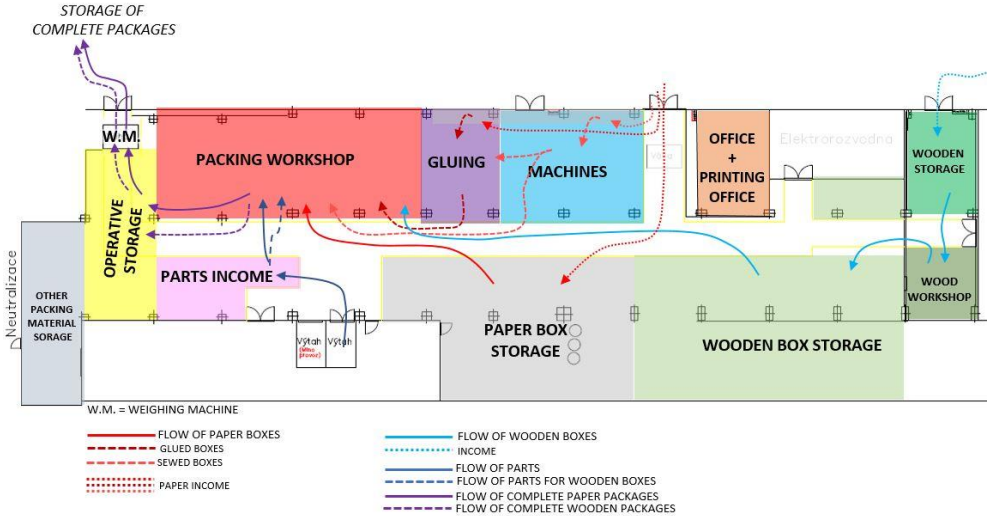 STORAGE OF
COMPLETE PACKAGES
W.M.
PACKING WORKSHOP
GLUING
MACHINES
OFFICE
+
PRINTING
OFFICE
Elektrorozvodna
WOODEN
STORAGE
OPERATIVE
STORAGE
PARTS INCOME
WOOD
WORKSHOP
Neutralizace
OTHER
PACKING
MATERIAL
SORAGE
Výtah
Výtah
PAPER BOX
STORAGE
WOODEN BOX STORAGE
W.M. = WEIGHING MACHINE
FLOW OF PAPER BOXES
GLUED BOXES
SEWED BOXES
PAPER INCOME
FLOW OF WOODEN BOXES
INCOME
FLOW OF PARTS
FLOW OF PARTS FOR WOODEN BOXES
FLOW OF COMPLETE PAPER PACKAGES
FLOW OF COMPLETE WOODEN PACKAGES